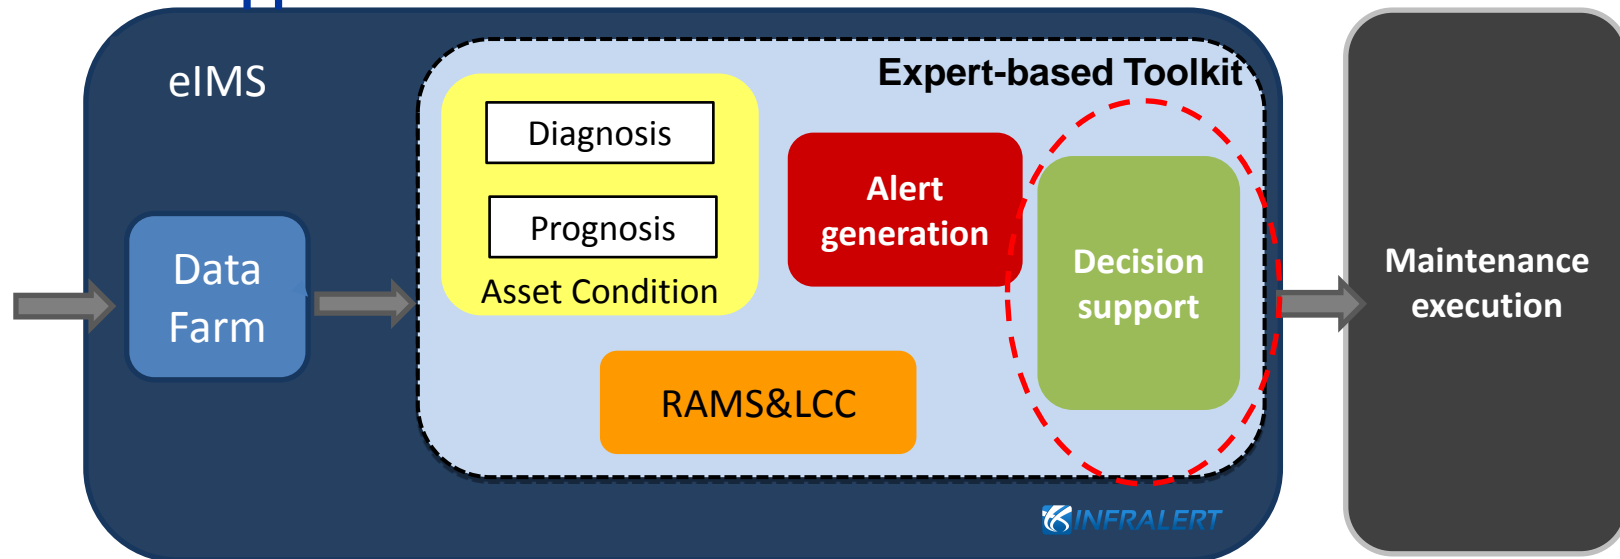 eIMS
Expert-based Toolkit
Diagnosis
Prognosis
Asset Condition
Alert
generation
Data
Farm
Decision
support
Maintenance
execution
RAMS&LCC
INFRALERT